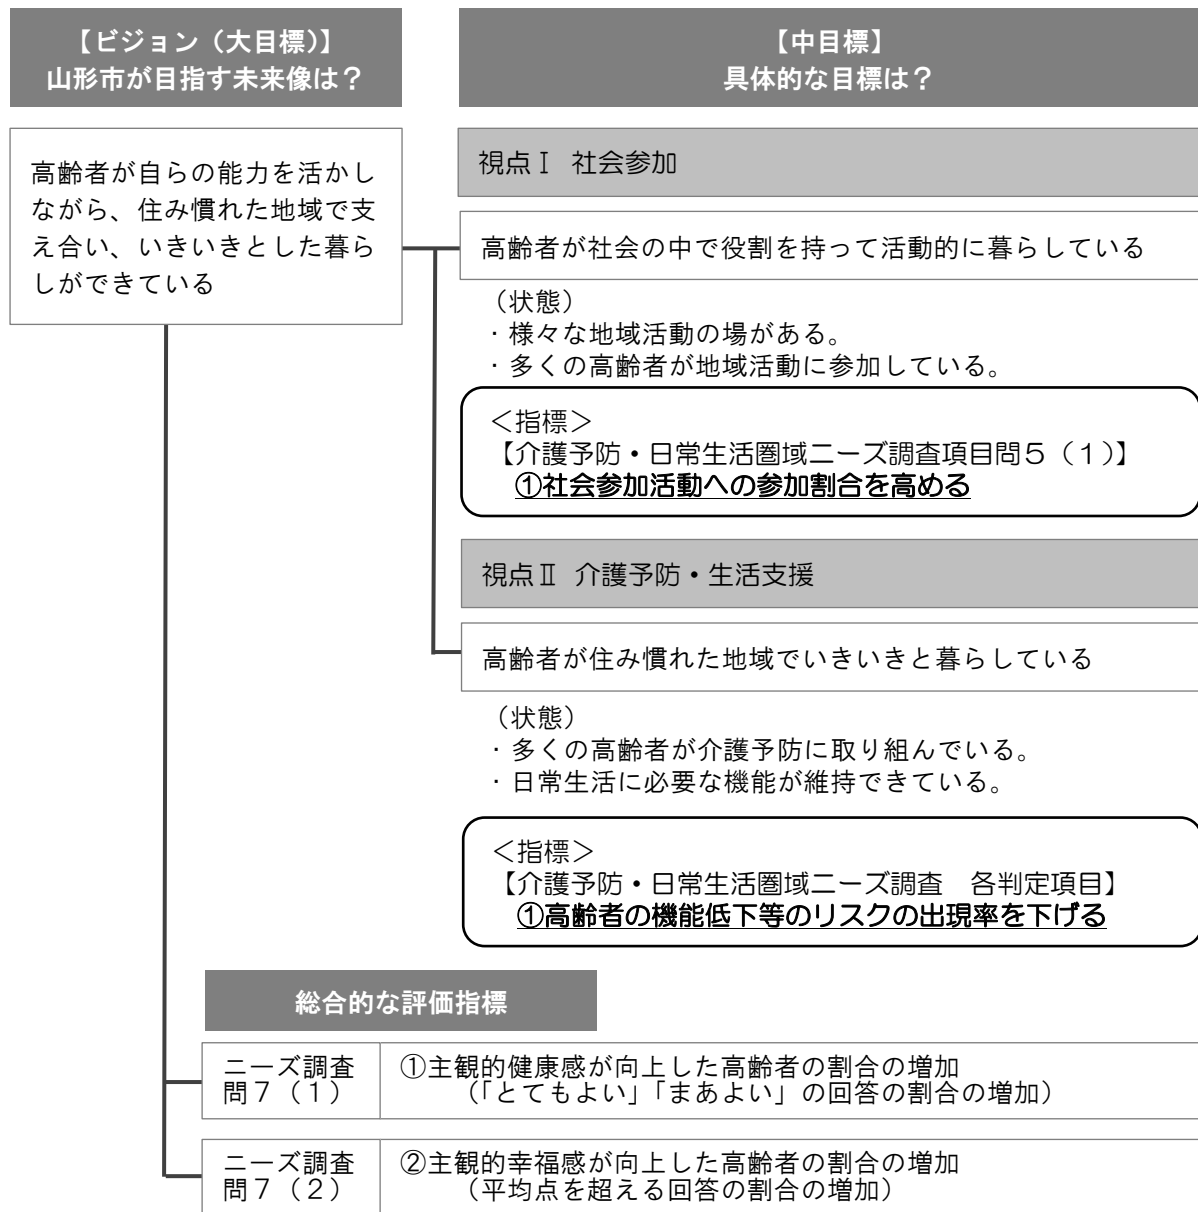 【ビジョン（大目標）】
山形市が目指す未来像は？
高齢者が自らの能力を活かし
ながら、住み慣れた地域で支
え合い、いきいきとした暮ら
しができている
【中目標】
具体的な目標は？
視点Ⅰ 社会参加
高齢者が社会の中で役割を持って活動的に暮らしている
（状態）
・様々な地域活動の場がある。
・多くの高齢者が地域活動に参加している。
＜指標＞
【介護予防・日常生活圏域ニーズ調査項目問５（１）】
①社会参加活動への参加割合を高める
視点Ⅱ 介護予防・生活支援
高齢者が住み慣れた地域でいきいきと暮らしている
（状態）
・多くの高齢者が介護予防に取り組んでいる。
・日常生活に必要な機能が維持できている。
＜指標＞
【介護予防・日常生活圏域ニーズ調査　各判定項目】
①高齢者の機能低下等のリスクの出現率を下げる
総合的な評価指標
ニーズ調査
問７（１）
①主観的健康感が向上した高齢者の割合の増加
（「とてもよい」「まあよい」の回答の割合の増加）
ニーズ調査
問７（２）
②主観的幸福感が向上した高齢者の割合の増加
（平均点を超える回答の割合の増加）